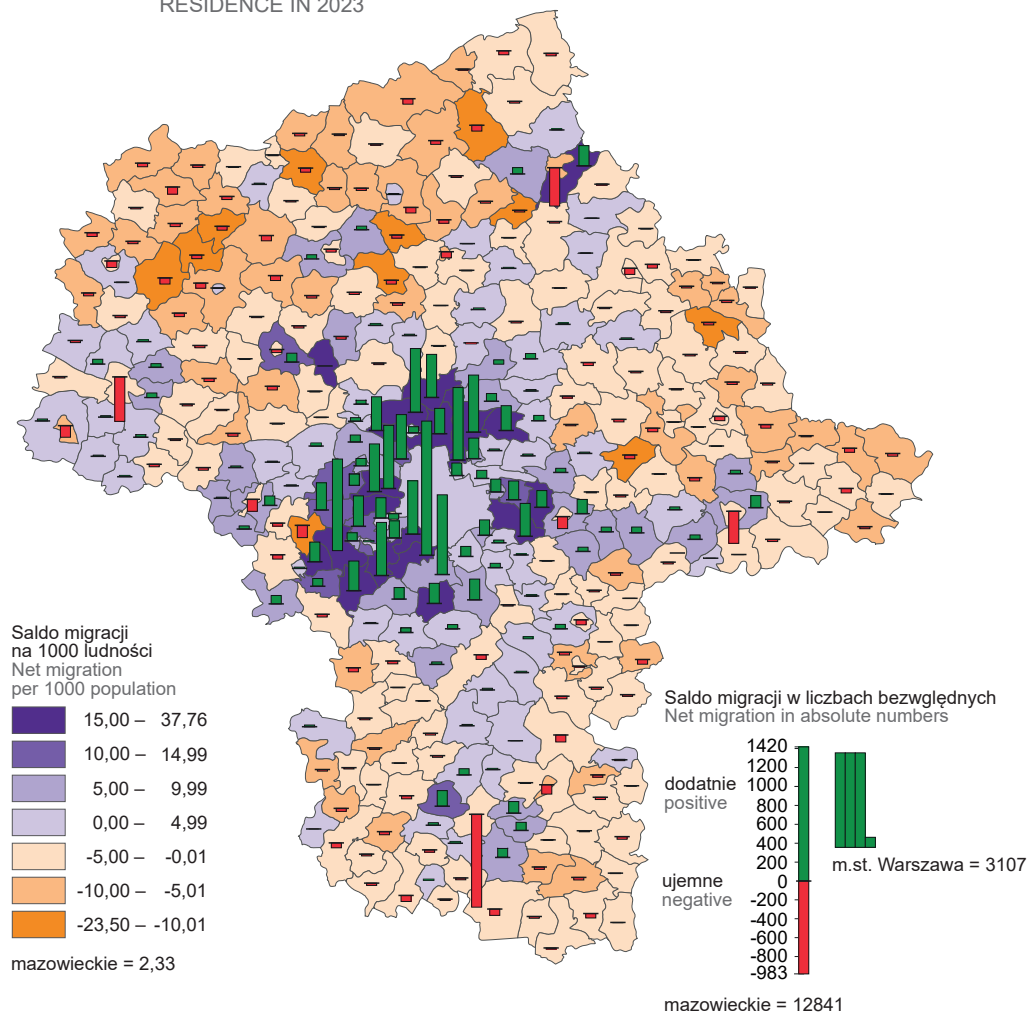 RESIDENCE IN 2023
Saldo migracji
na 1000 ludności
Net migration
per 1000 population
15,00 – 37,76
10,00 – 14,99
5,00 – 9,99
0,00 – 4,99
-5,00 – -0,01
-10,00 – -5,01
-23,50 – -10,01
mazowieckie = 2,33
Saldo migracji w liczbach bezwględnych
Net migration in absolute numbers
dodatnie
positive
ujemne
negative
1420
1200
1000
800
600
400
200
0
-200
-400
-600
-800
-983
m.st. Warszawa = 3107
mazowieckie = 12841